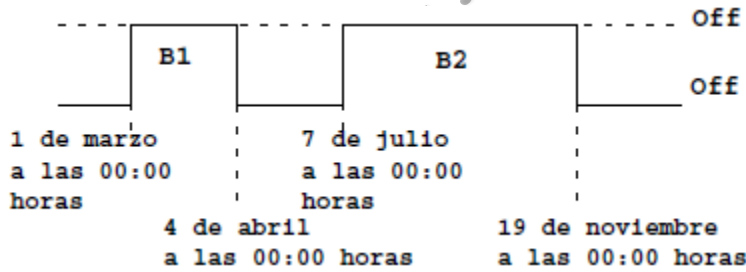 Off
B1
B2
Off
1 de marzo
a las 00:00
horas
7 de julio
a las 00:00
horas
4 de abril
a las 00:00 horas
19 de noviembre
a las 00:00 horas